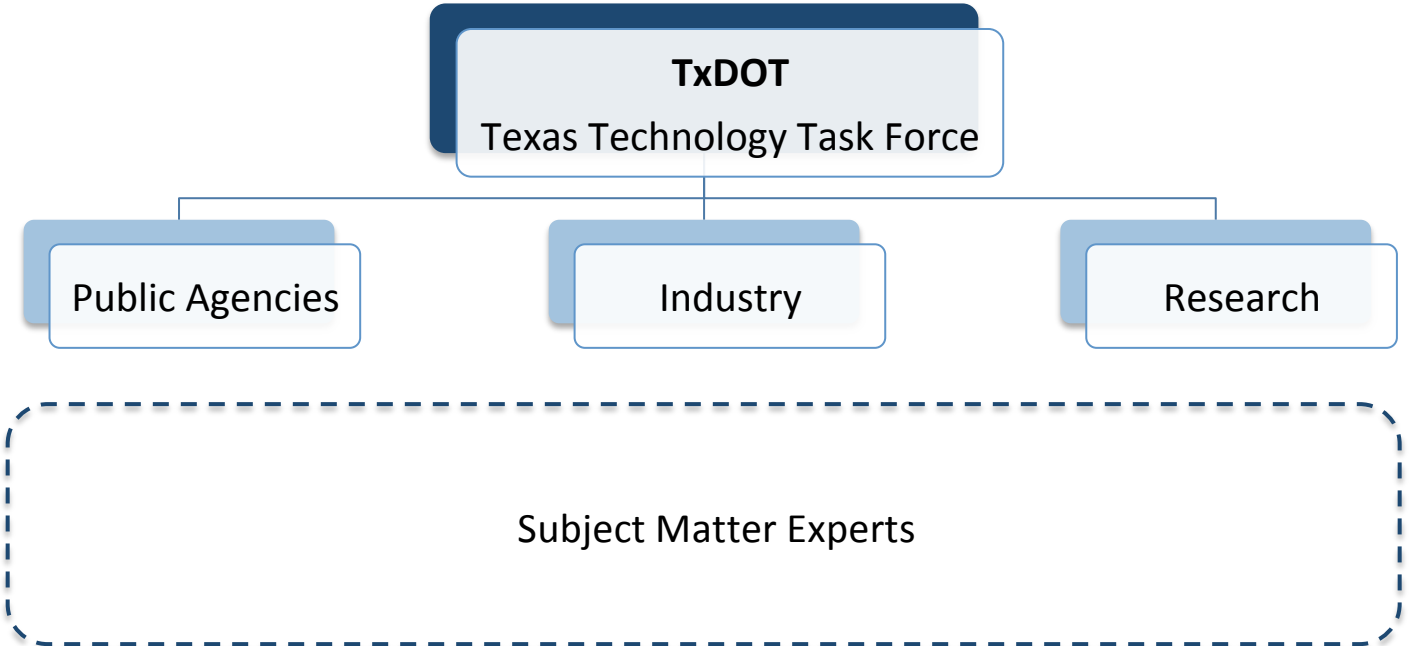 TxDOT
Texas Technology Task Force
Public Agencies
Industry
Research
Subject Matter Experts